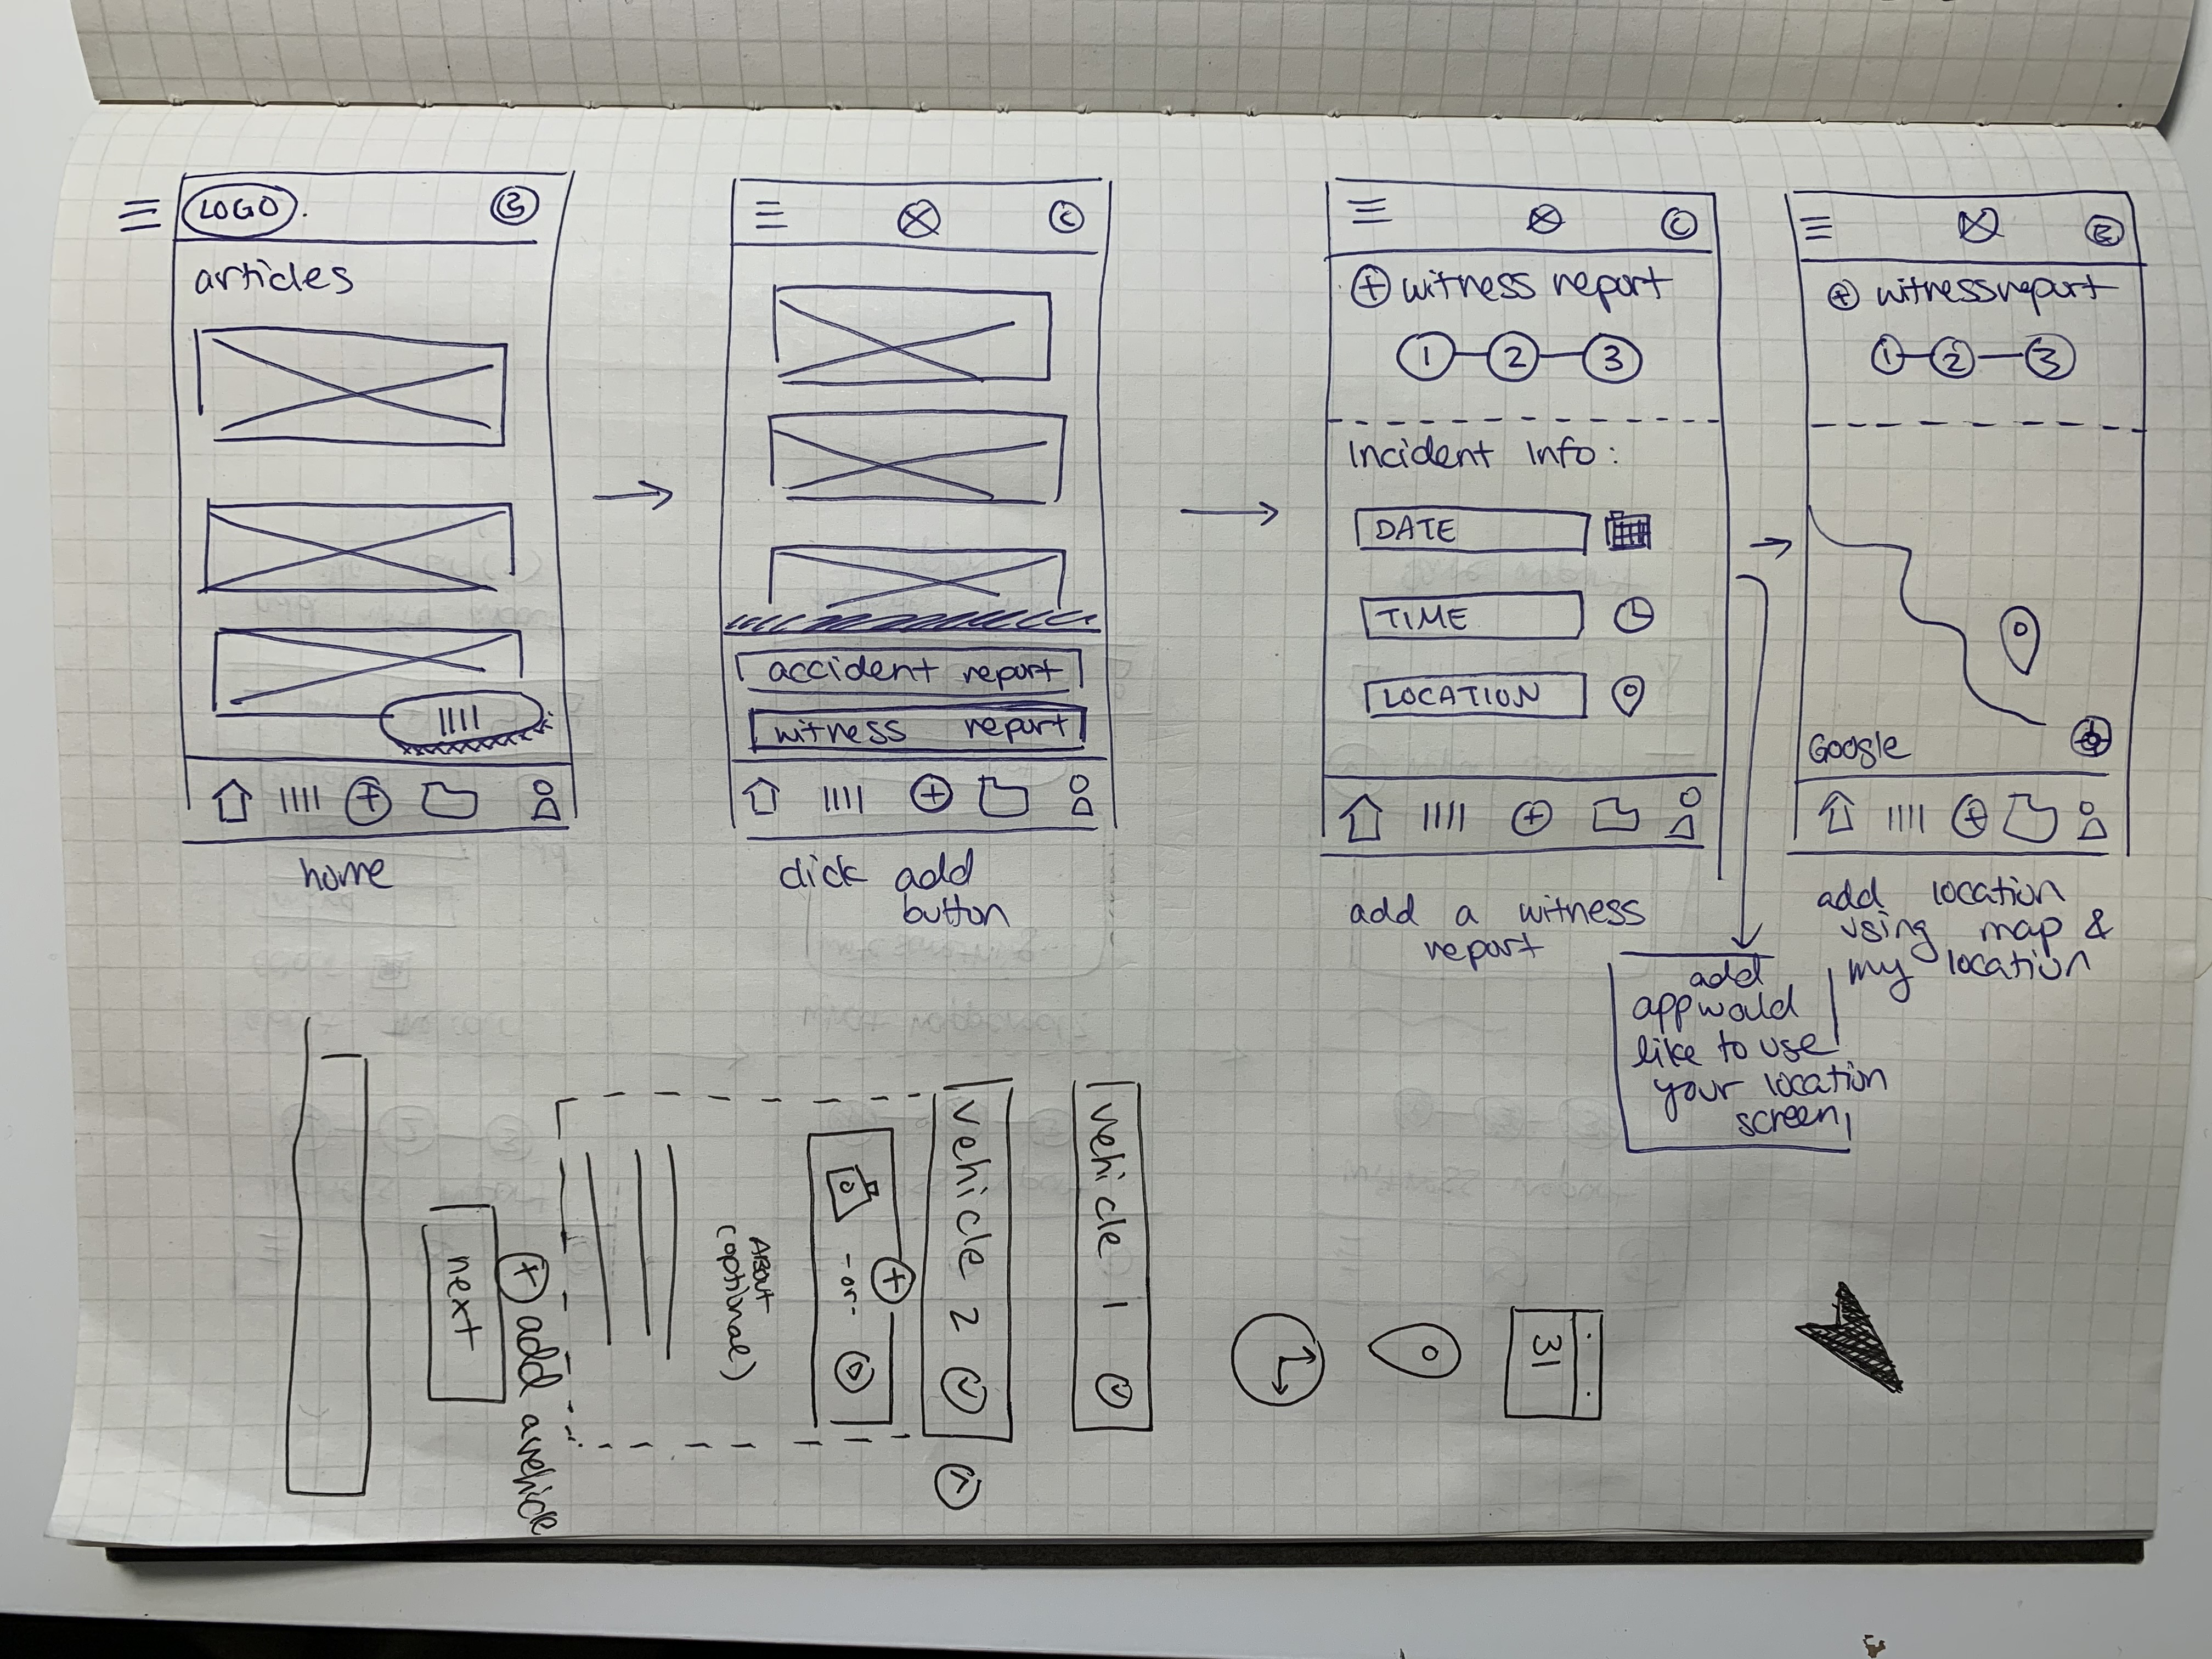 LOGO
articles
home
accident report
witness report
click add
button
witness report
1 2 3
Incident Info:
DATE
TIME
LOCATION
add a witness
report
witness report
1 2 3
Google
add location
using map &
my location
add
app would
like to use
your location
screen
vehicle 1
vehicle 2
-or-
About
(optional)
add a vehicle
next
31